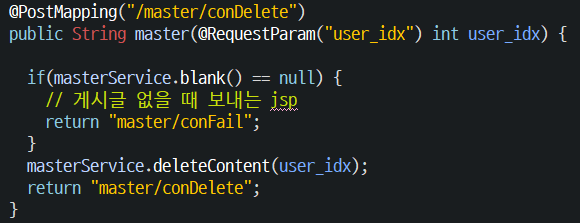 @PostMapping("/master/conDelete")
public String master(@RequestParam("user_idx") int user_idx) {
if(masterService.blank() == null) {
// 게시글 없을 때 보내는 jsp
return "master/conFail";
}
masterService.deleteContent(user_idx);
return "master/conDelete";
}